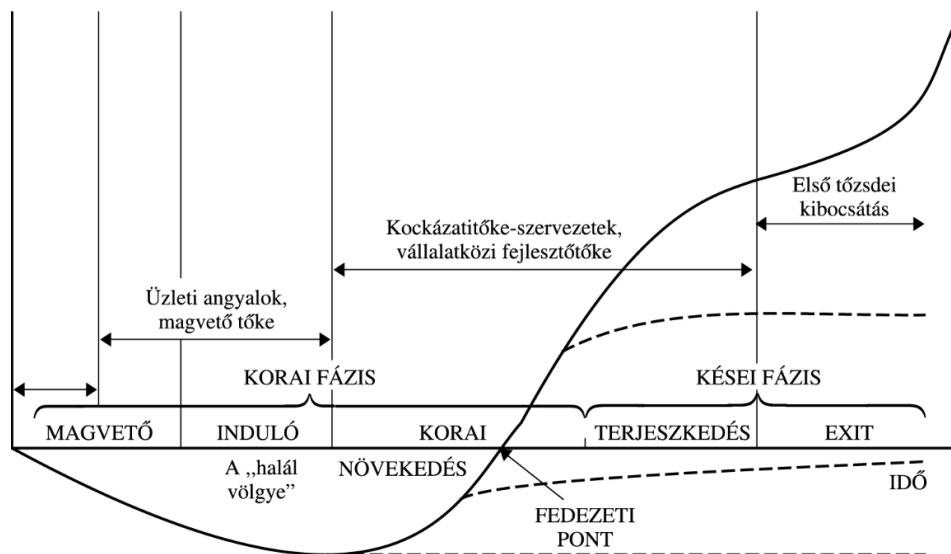 Első tőzsdei
kibocsátás
Kockázatitőke-szervezetek,
vállalatközi fejlesztőtőke
Üzleti angyalok,
magvető tőke
KORAI FÁZIS
KÉSEI FÁZIS
MAGVETŐ
INDULÓ
KORAI
TERJESZKEDÉS
EXIT
A „halál
völgye”
NÖVEKEDÉS
IDŐ
FEDEZETI
PONT